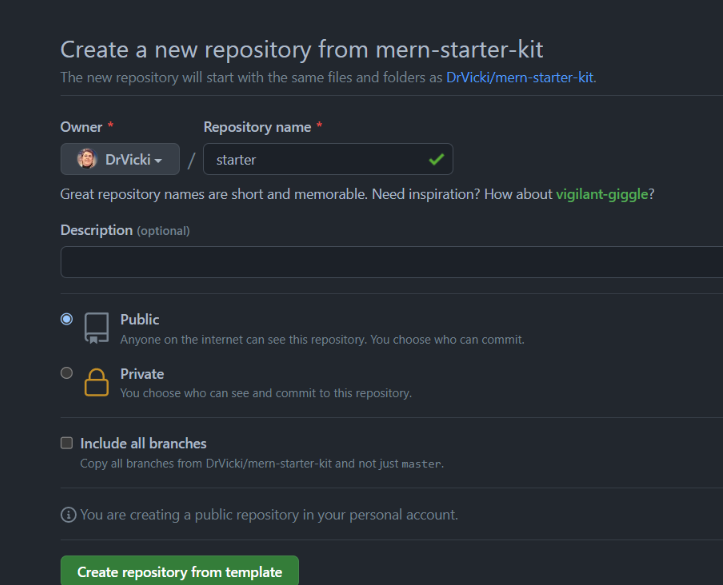 Create a new repository from mern-starter-kit
The new repository will start with the same files and folders as DrVicki/mern-starter-kit.
Owner * Repository name *
DrVicki / starter
Great repository names are short and memorable. Need inspiration? How about vigilant-giggle?
Description (optional)
Public
Anyone on the internet can see this repository. You choose who can commit.
Private
You choose who can see and commit to this repository.
Include all branches
Copy all branches from DrVicki/mern-starter-kit and not just master.
You are creating a public repository in your personal account.
Create repository from template